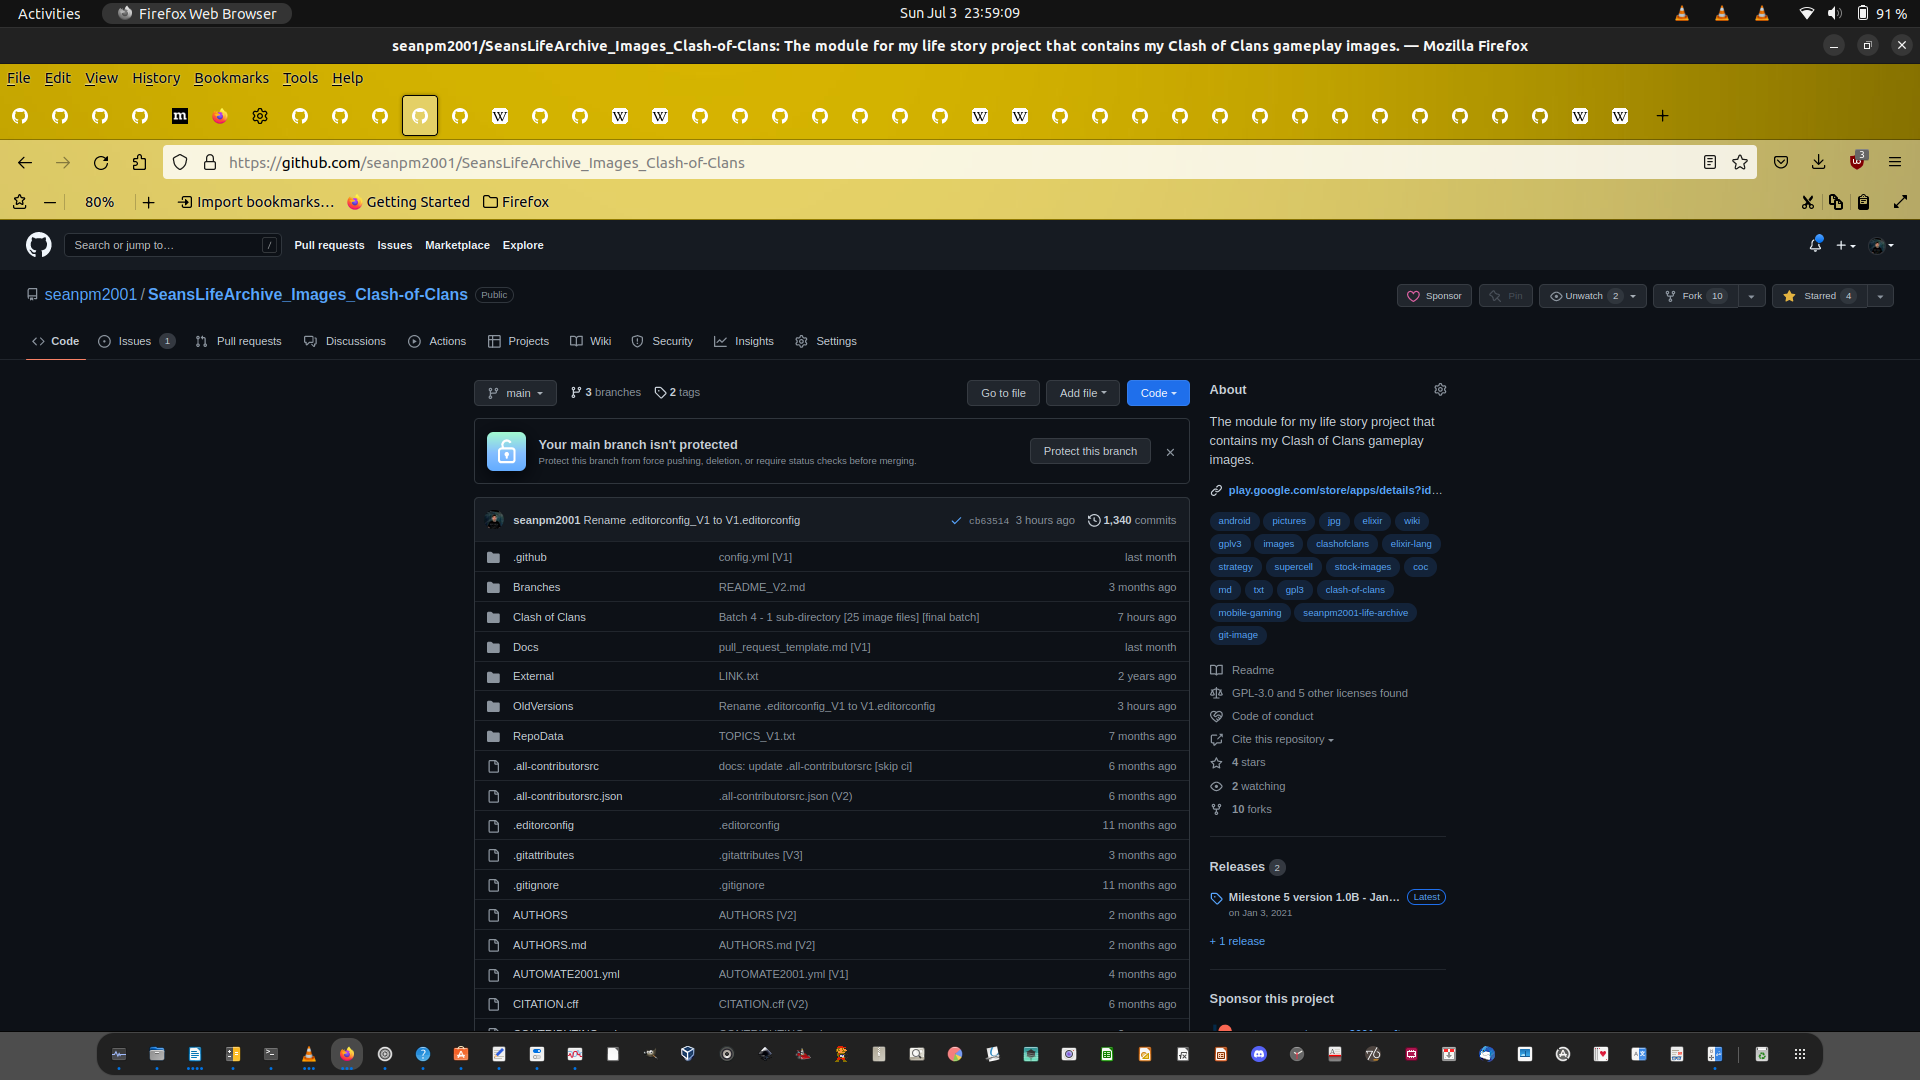 Activities
Firefox Web Browser
Sun Jul 3 23:59:09
91 %
seanpm2001/SeansLifeArchive_Images_Clash-of-Clans: The module for my life story project that contains my Clash of Clans gameplay images. — Mozilla Firefox
File Edit View History Bookmarks Tools Help
https://github.com/seanpm2001/SeansLifeArchive_Images_Clash-of-Clans
3
80%
Import bookmarks…
Getting Started
Firefox
Search or jump to… /
Pull requests Issues Marketplace Explore
seanpm2001 / SeansLifeArchive_Images_Clash-of-Clans Public
Sponsor
Pin
Unwatch 2
Fork 10
Starred 4
Code
Issues 1
Pull requests
Discussions
Actions
Projects
Wiki
Security
Insights
Settings
main
3 branches
2 tags
Go to file
Add file
Code
Your main branch isn't protected
Protect this branch from force pushing, deletion, or require status checks before merging.
Protect this branch
seanpm2001 Rename .editorconfig_V1 to V1.editorconfig
cb63514 3 hours ago 1,340 commits
.github config.yml [V1] last month
Branches README_V2.md 3 months ago
Clash of Clans Batch 4 - 1 sub-directory [25 image files] [final batch] 7 hours ago
Docs pull_request_template.md [V1] last month
External LINK.txt 2 years ago
OldVersions Rename .editorconfig_V1 to V1.editorconfig 3 hours ago
RepoData TOPICS_V1.txt 7 months ago
.all-contributorsrc docs: update .all-contributorsrc [skip ci] 6 months ago
.all-contributorsrc.json .all-contributorsrc.json (V2) 6 months ago
.editorconfig .editorconfig 11 months ago
.gitattributes .gitattributes [V3] 3 months ago
.gitignore .gitignore 11 months ago
AUTHORS AUTHORS [V2] 2 months ago
AUTHORS.md AUTHORS.md [V2] 2 months ago
AUTOMATE2001.yml AUTOMATE2001.yml [V1] 4 months ago
CITATION.cff CITATION.cff (V2) 6 months ago
About
The module for my life story project that
contains my Clash of Clans gameplay
images.
play.google.com/store/apps/details?id…
android pictures jpg elixir wiki
gplv3 images clashofclans elixir-lang
strategy supercell stock-images coc
md txt gpl3 clash-of-clans
mobile-gaming seanpm2001-life-archive
git-image
Readme
GPL-3.0 and 5 other licenses found
Code of conduct
Cite this repository
4 stars
2 watching
10 forks
Releases 2
Milestone 5 version 1.0B - Jan… Latest
on Jan 3, 2021
+ 1 release
Sponsor this project